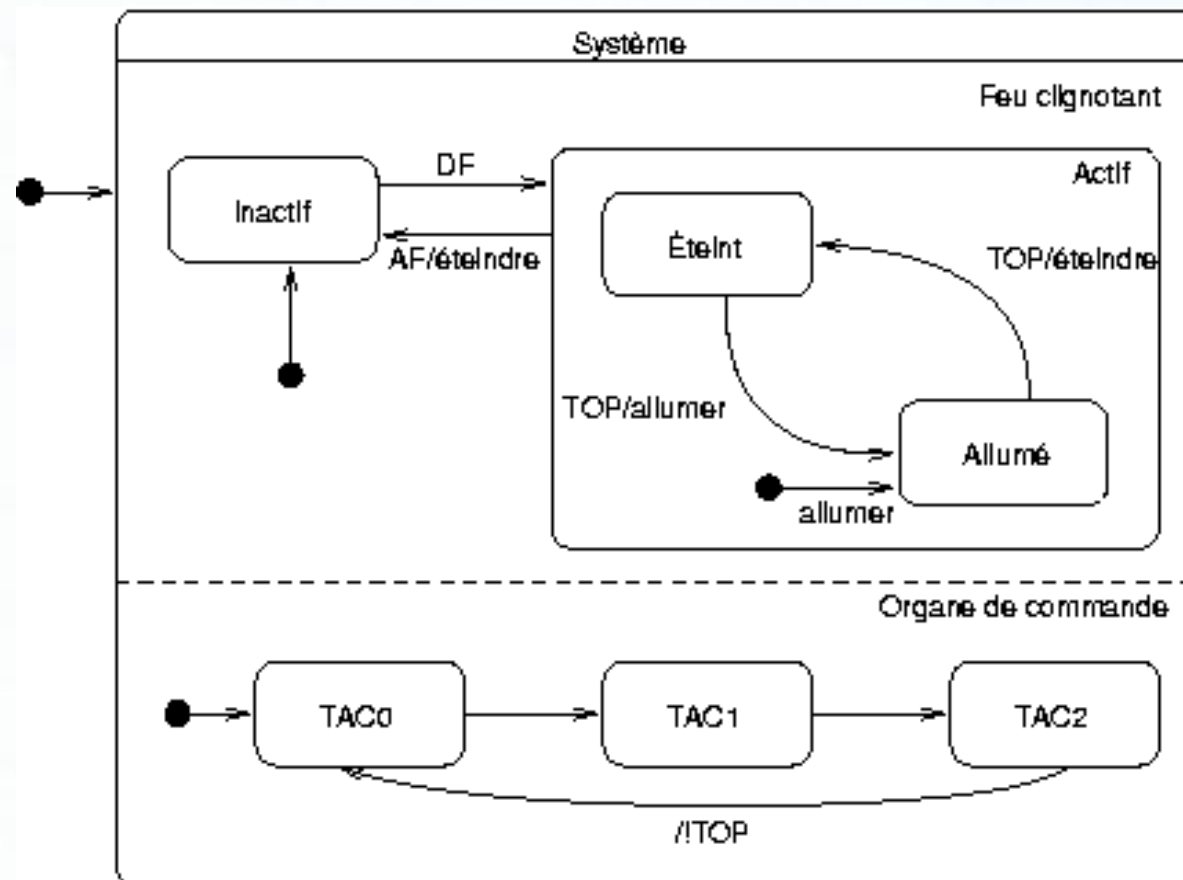 Système
Feu clignotant
Inactif
DF
AF/éteindre
Actif
Éteint
TOP/éteindre
TOP/allumer
Allumé
allumer
Organe de commande
TAC0
TAC1
TAC2
/!TOP